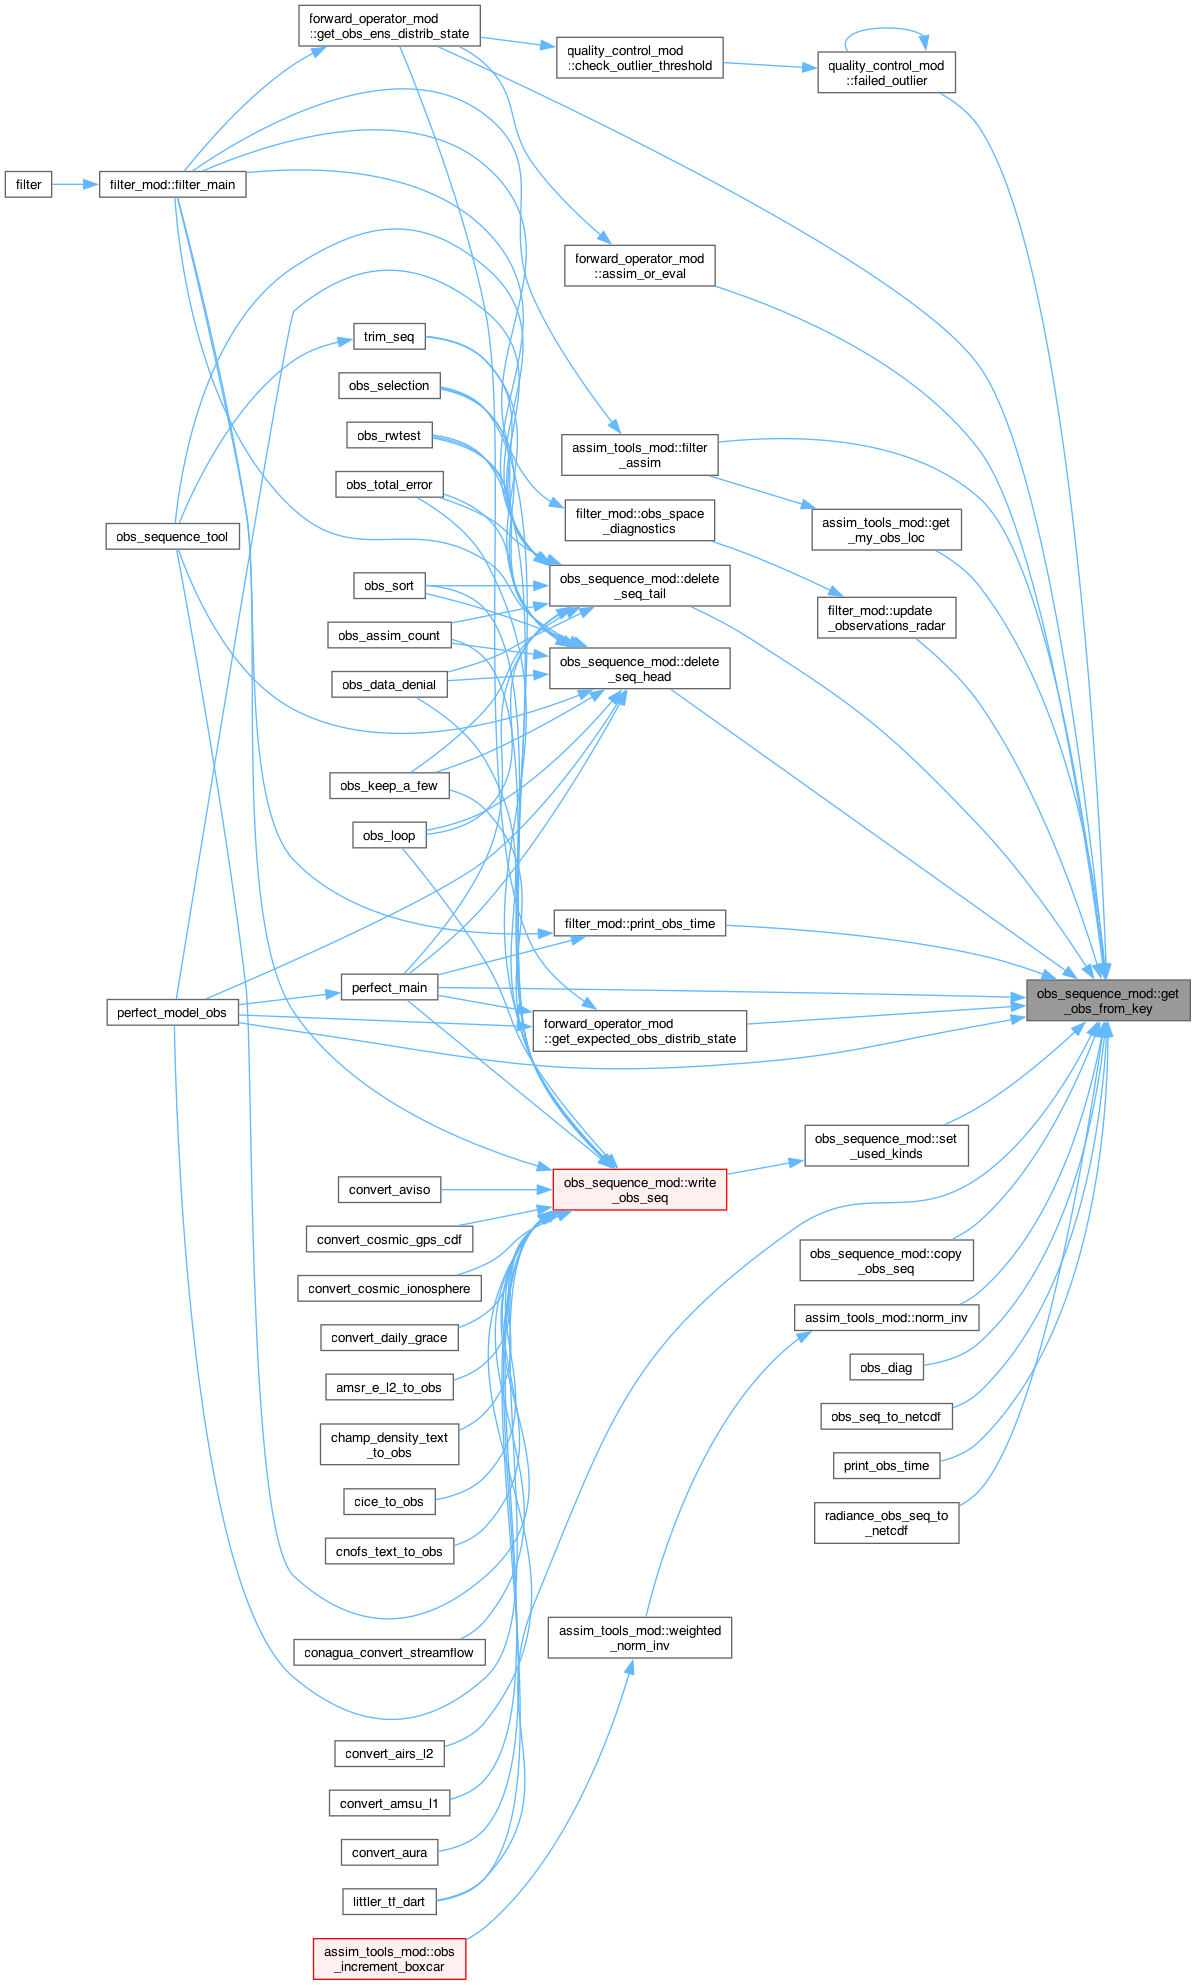 forward_operator_mod
::get_obs_ens_distrib_state
quality_control_mod
::check_outlier_threshold
quality_control_mod
::failed_outlier
filter
filter_mod::filter_main
forward_operator_mod
::assim_or_eval
trim_seq
obs_selection
obs_rwtest
assim_tools_mod::filter
_assim
obs_total_error
filter_mod::obs_space
_diagnostics
assim_tools_mod::get
_my_obs_loc
obs_sequence_tool
obs_sort
obs_sequence_mod::delete
_seq_tail
filter_mod::update
_observations_radar
obs_assim_count
obs_data_denial
obs_sequence_mod::delete
_seq_head
obs_keep_a_few
obs_loop
filter_mod::print_obs_time
perfect_main
perfect_model_obs
forward_operator_mod
::get_expected_obs_distrib_state
obs_sequence_mod::get
_obs_from_key
obs_sequence_mod::set
_used_kinds
convert_aviso
obs_sequence_mod::write
_obs_seq
convert_cosmic_gps_cdf
obs_sequence_mod::copy
_obs_seq
convert_cosmic_ionosphere
assim_tools_mod::norm_inv
convert_daily_grace
obs_diag
amsr_e_l2_to_obs
obs_seq_to_netcdf
champ_density_text
_to_obs
print_obs_time
cice_to_obs
radiance_obs_seq_to
_netcdf
cnofs_text_to_obs
conagua_convert_streamflow
assim_tools_mod::weighted
_norm_inv
convert_airs_l2
convert_amsu_l1
convert_aura
littler_tf_dart
assim_tools_mod::obs
_increment_boxcar